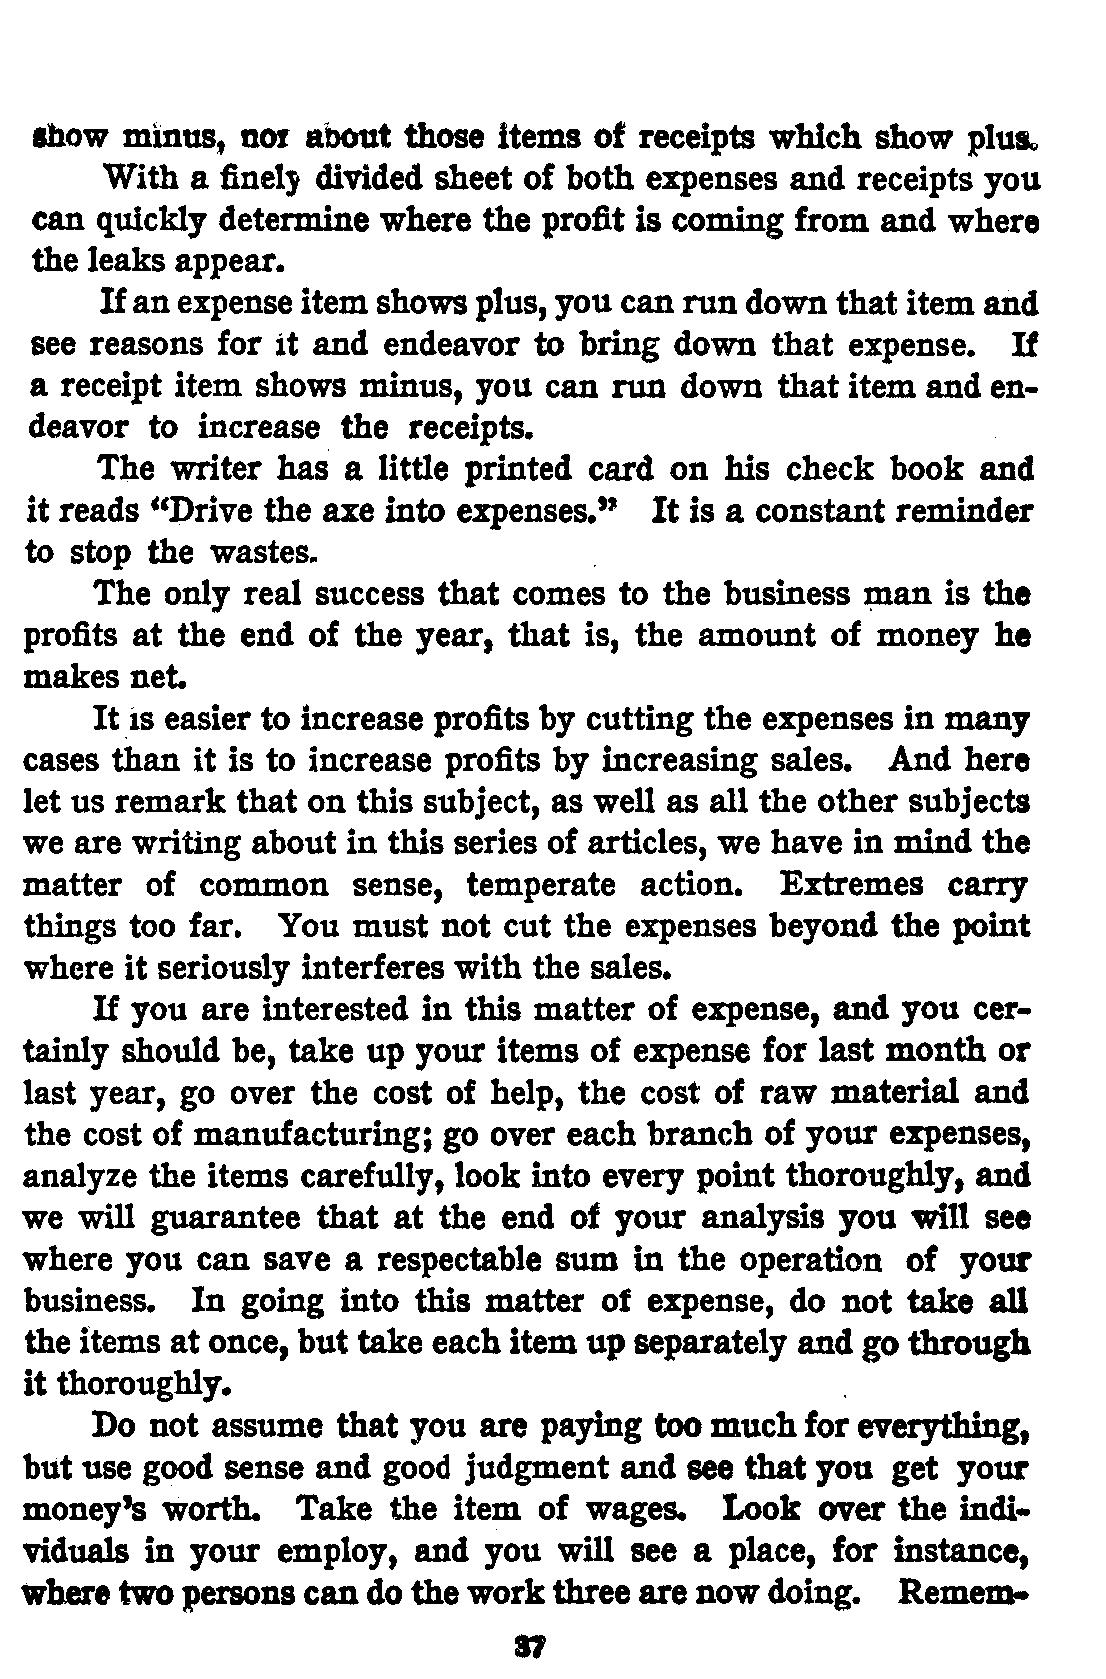 show minus, nor about those items of receipts which show plus.
With a finely divided sheet of both expenses and receipts you
can quickly determine where the profit is coming from and where
the leaks appear.
If an expense item shows plus, you can run down that item and
see reasons for it and endeavor to bring down that expense. If
a receipt item shows minus, you can run down that item and en-
deavor to increase the receipts.
The writer has a little printed card on his check book and
it reads “Drive the axe into expenses.” It is a constant reminder
to stop the wastes.
The only real success that comes to the business man is the
profits at the end of the year, that is, the amount of money he
makes net.
It is easier to increase profits by cutting the expenses in many
cases than it is to increase profits by increasing sales. And here
let us remark that on this subject, as well as all the other subjects
we are writing about in this series of articles, we have in mind the
matter of common sense, temperate action. Extremes carry
things too far. You must not cut the expenses beyond the point
where it seriously interferes with the sales.
If you are interested in this matter of expense, and you cer-
tainly should be, take up your items of expense for last month or
last year, go over the cost of help, the cost of raw material and
the cost of manufacturing; go over each branch of your expenses,
analyze the items carefully, look into every point thoroughly, and
we will guarantee that at the end of your analysis you will see
where you can save a respectable sum in the operation of your
business. In going into this matter of expense, do not take all
the items at once, but take each item up separately and go through
it thoroughly.
Do not assume that you are paying too much for everything,
but use good sense and good judgment and see that you get your
money’s worth. Take the item of wages. Look over the indi-
viduals in your employ, and you will see a place, for instance,
where two persons can do the work three are now doing. Remem-
37